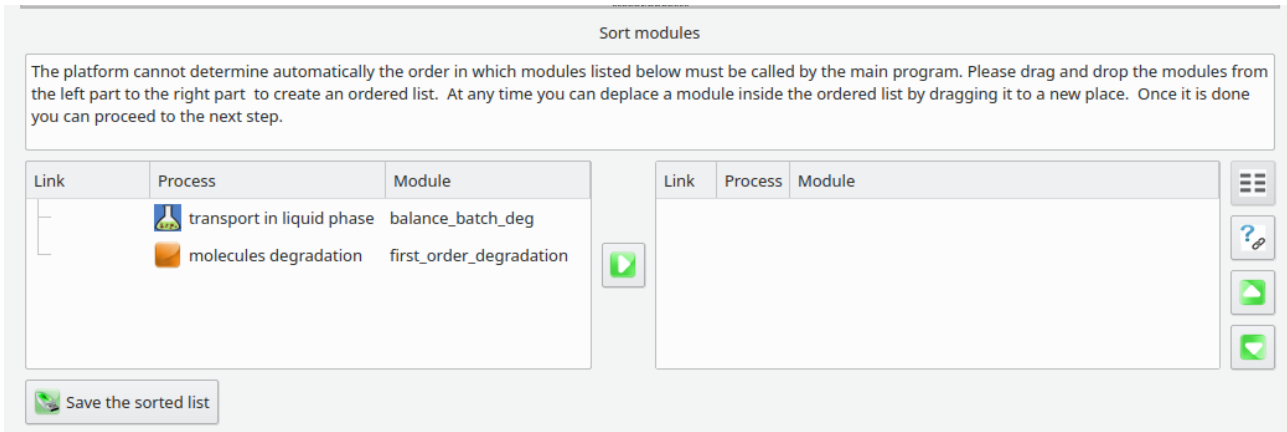 Sort modules
The platform cannot determine automatically the order in which modules listed below must be called by the main program. Please drag and drop the modules from
the left part to the right part  to create an ordered list.  At any time you can deplace a module inside the ordered list by dragging it to a new place.  Once it is done
you can proceed to the next step.
Link Process Module
transport in liquid phase balance_batch_deg
molecules degradation first_order_degradation
Link Process Module
Save the sorted list